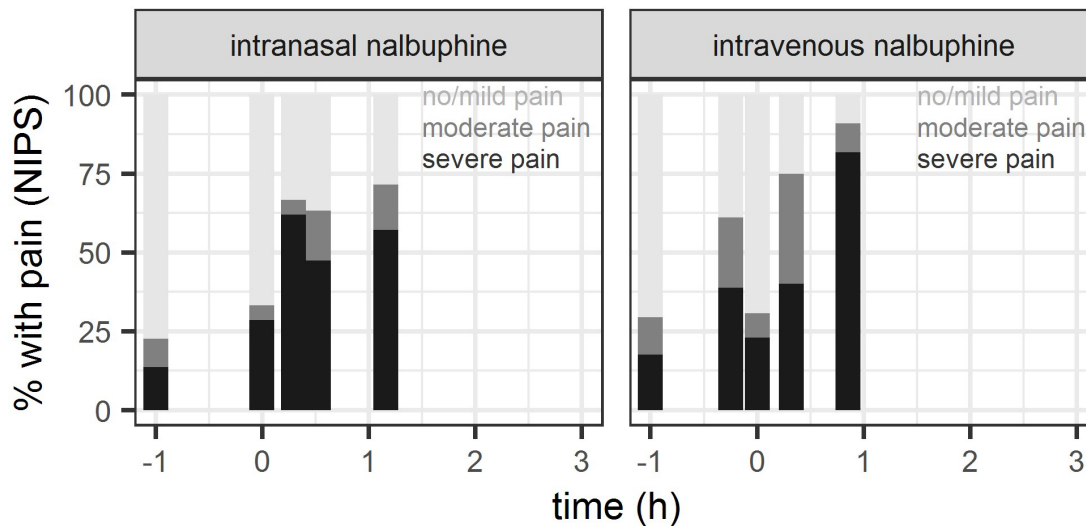 intranasal nalbuphine
intravenous nalbuphine
% with pain (NIPS)
100
75
50
25
0
no/mild pain
moderate pain
severe pain
no/mild pain
moderate pain
severe pain
-1 0 1 2 3
-1 0 1 2 3
time (h)